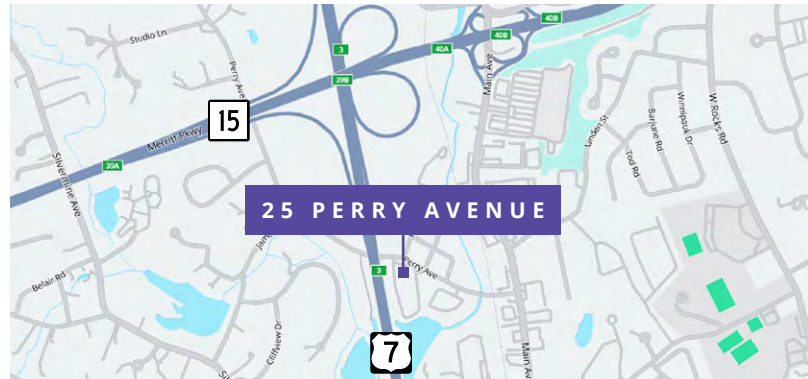 Studio Ln
40B
3
40A
40B
Perry Ave
39B
Main Ave
W Rocks Rd
Winnipauk Dr
Barjune Rd
15
Linden St
Merritt Pkwy
Tod Rd
39A
Silvermine Ave
25 PERRY AVENUE
Perry Ave
3
Belair Rd
Cliffview Dr
7
Main Av